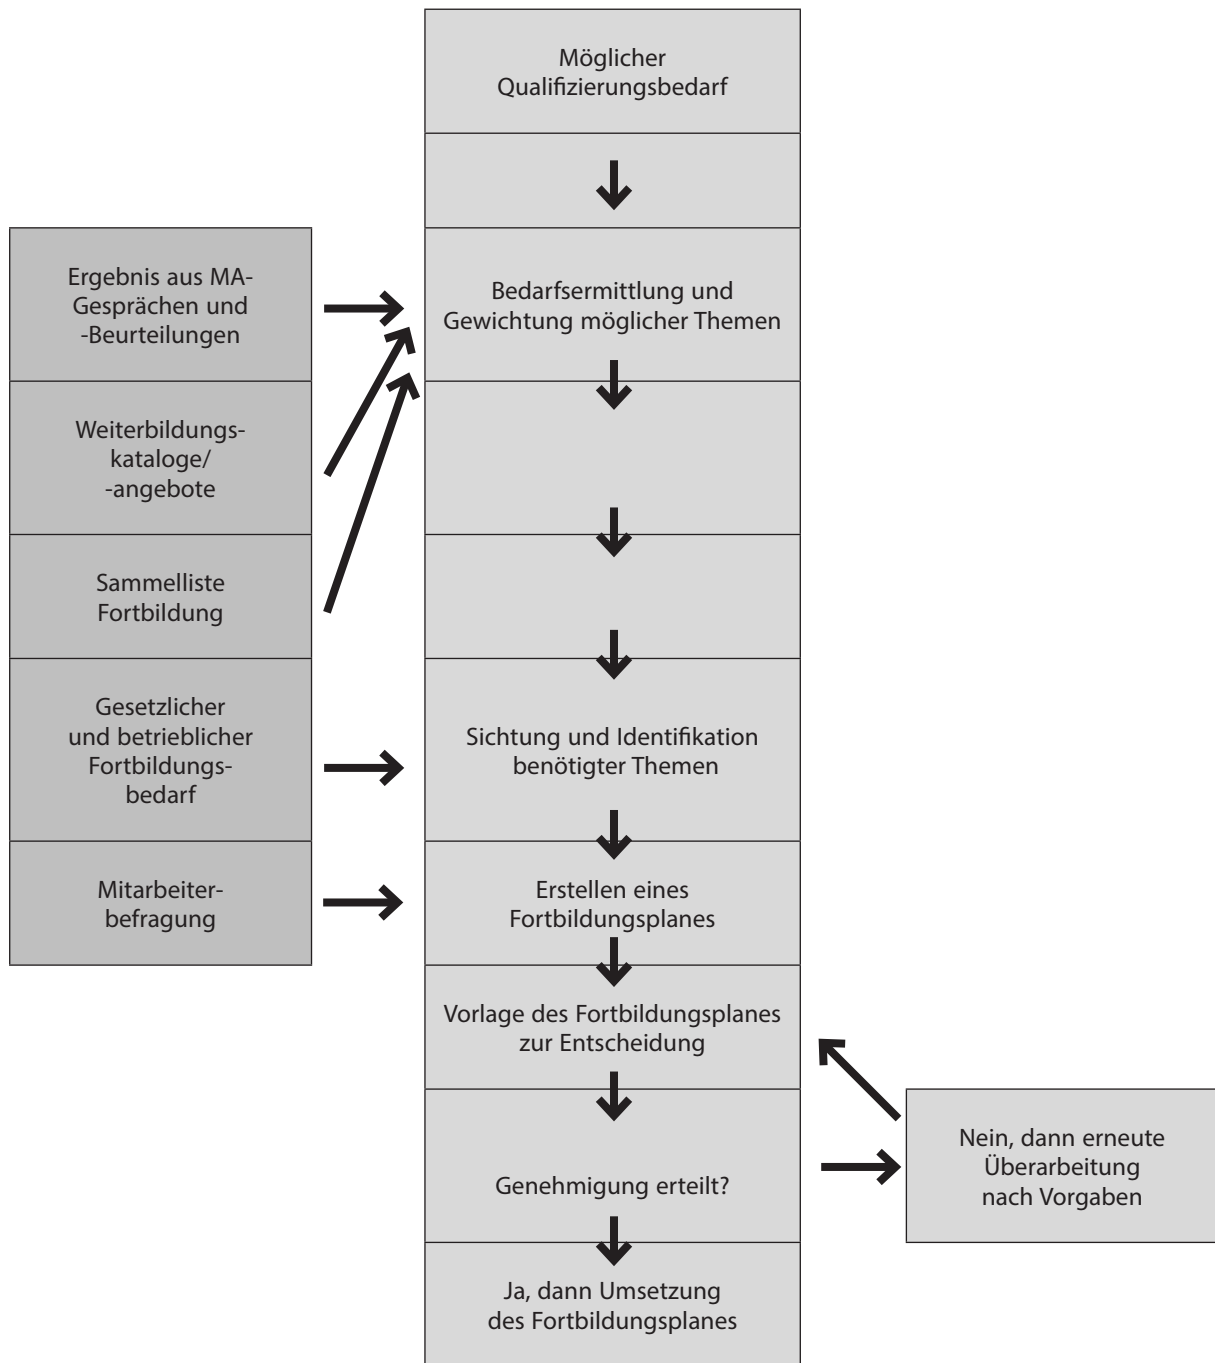 Möglicher
Qualifizierungsbedarf
Ergebnis aus MA-
Gesprächen und
-Beurteilungen
Bedarfsermittlung und
Gewichtung möglicher Themen
Weiterbildungs-
kataloge/
-angebote
Sammelliste
Fortbildung
Gesetzlicher
und betrieblicher
Fortbildungs-
bedarf
Sichtung und Identifikation
benötigter Themen
Mitarbeiter-
befragung
Erstellen eines
Fortbildungsplanes
Vorlage des Fortbildungsplanes
zur Entscheidung
Genehmigung erteilt?
Nein, dann erneute
Überarbeitung
nach Vorgaben
Ja, dann Umsetzung
des Fortbildungsplanes